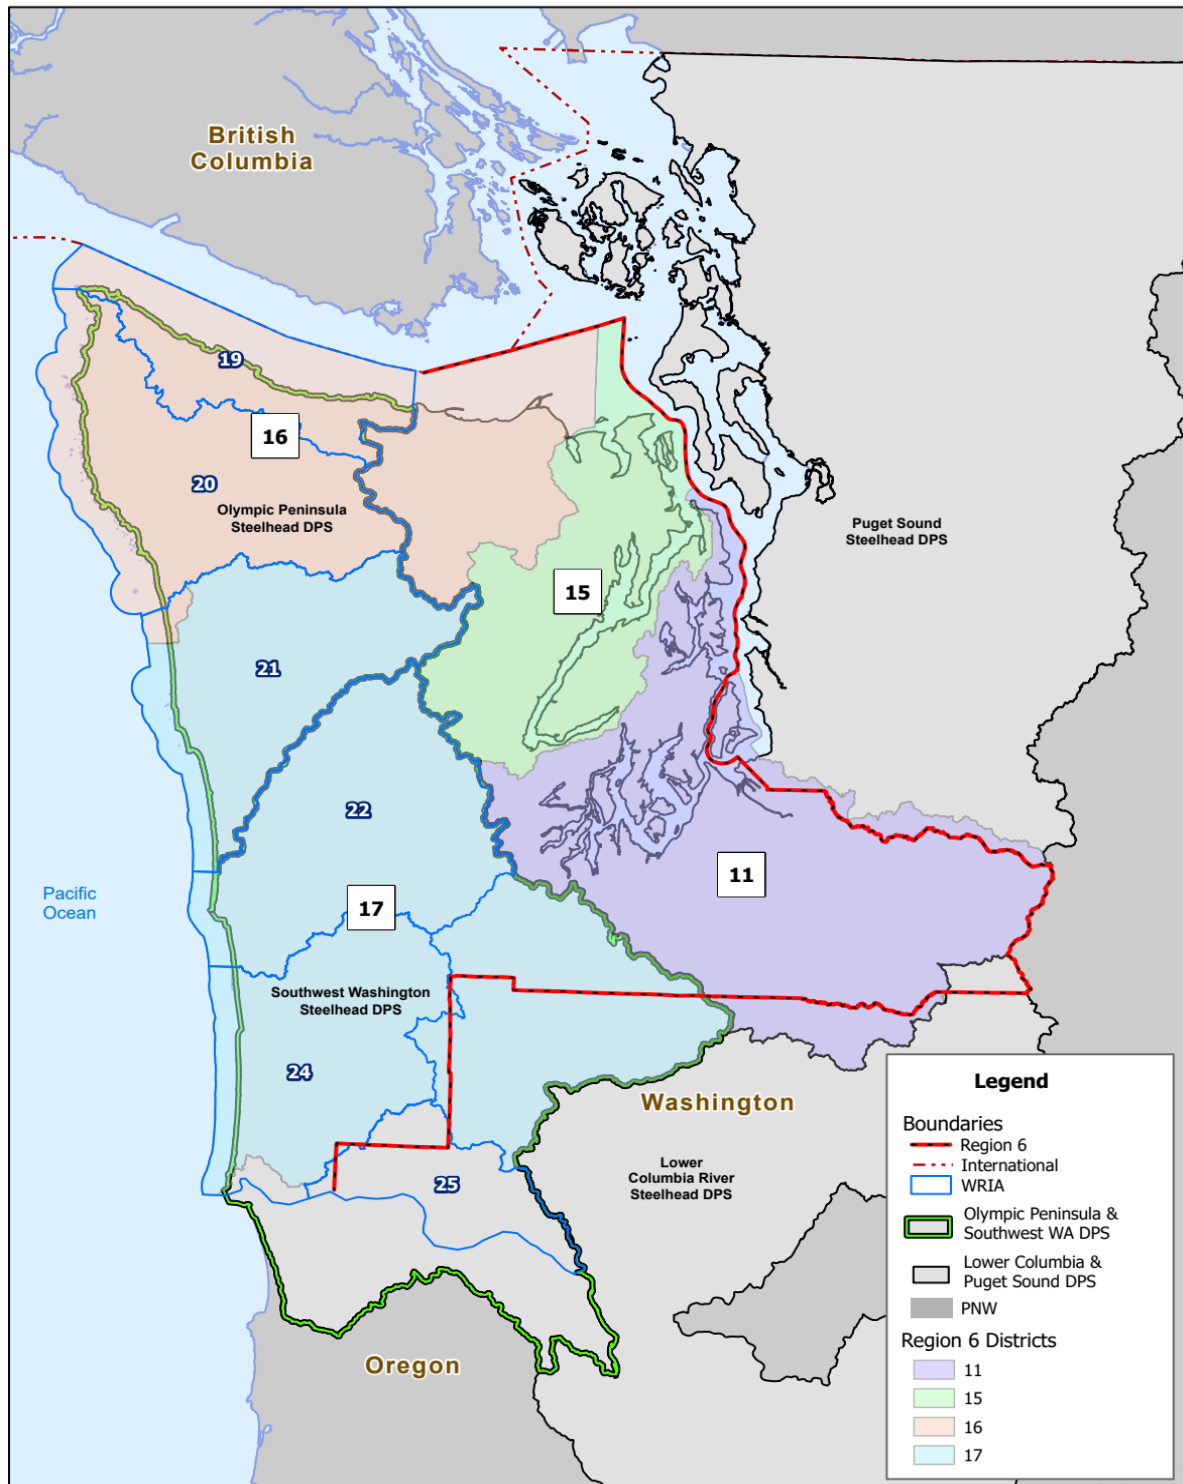 British
Columbia
19
16
20
Olympic Peninsula
Steelhead DPS
Puget Sound
Steelhead DPS
15
21
22
11
Pacific
Ocean
17
Southwest Washington
Steelhead DPS
24
Washington
Lower
Columbia River
Steelhead DPS
25
Oregon
Legend
Boundaries
Region 6
International
WRIA
Olympic Peninsula &
Southwest WA DPS
Lower Columbia &
Puget Sound DPS
PNW
Region 6 Districts
11
15
16
17